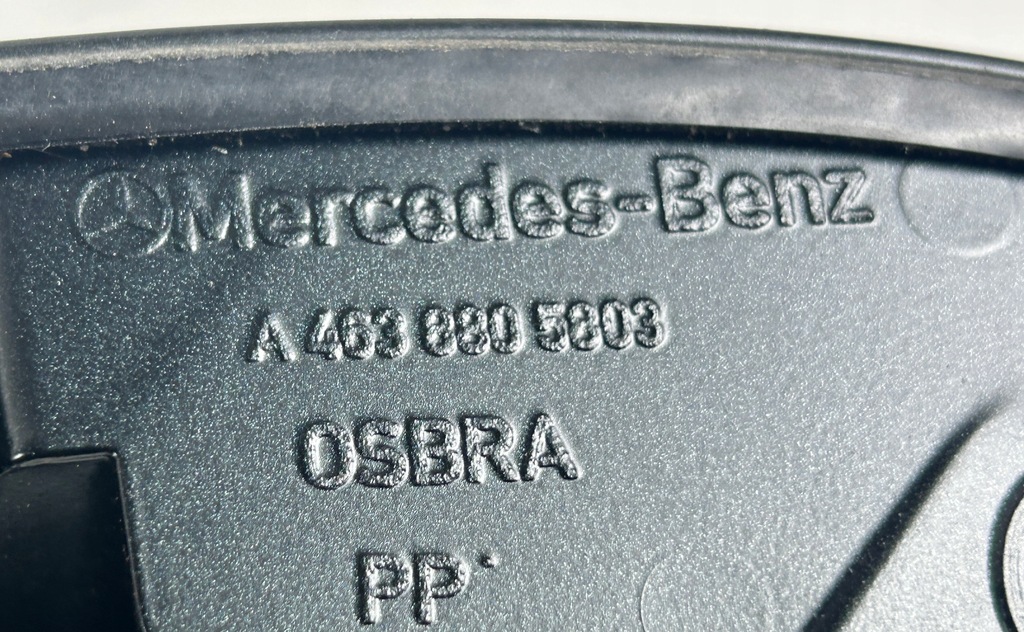 Mercedes-Benz
A 463 880 5803
OSBRA
PP